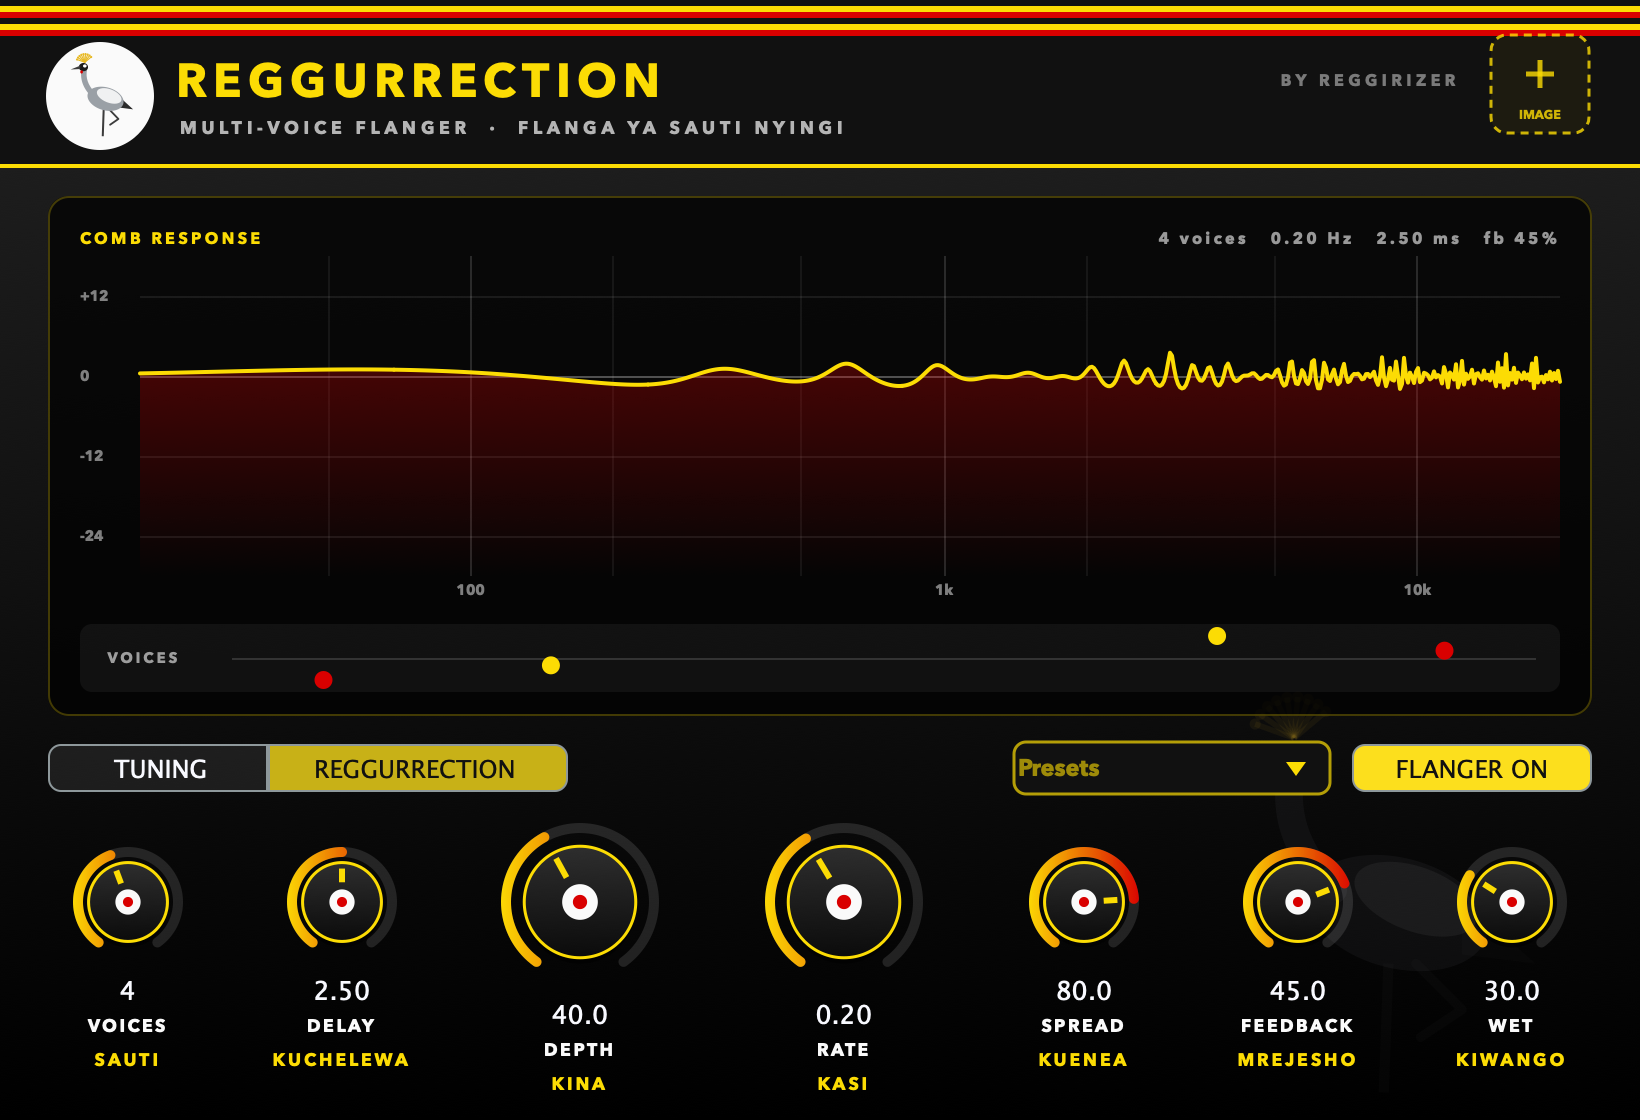 REGGURRECTION
MULTI-VOICE FLANGER · FLANGA YA SAUTI NYINGI
BY REGGIRIZER
+
IMAGE
COMB RESPONSE
4 voices 0.20 Hz 2.50 ms fb 45%
+12
0
-12
-24
100 1k 10k
VOICES
TUNING REGGURRECTION
Presets
FLANGER ON
4
VOICES
SAUTI
2.50
DELAY
KUCHELEWA
40.0
DEPTH
KINA
0.20
RATE
KASI
80.0
SPREAD
KUENEA
45.0
FEEDBACK
MREJESHO
30.0
WET
KIWANGO